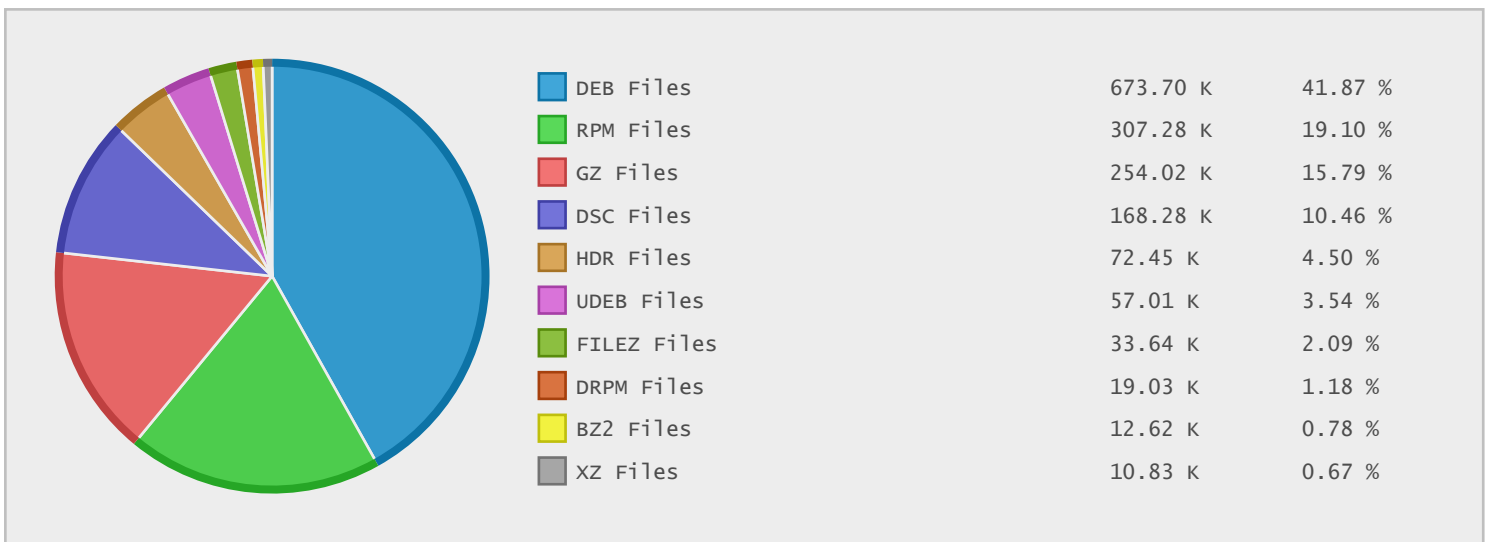 DEB Files 673.70 K 41.87 %
RPM Files 307.28 K 19.10 %
GZ Files 254.02 K 15.79 %
DSC Files 168.28 K 10.46 %
HDR Files 72.45 K 4.50 %
UDEB Files 57.01 K 3.54 %
FILEZ Files 33.64 K 2.09 %
DRPM Files 19.03 K 1.18 %
BZ2 Files 12.62 K 0.78 %
XZ Files 10.83 K 0.67 %